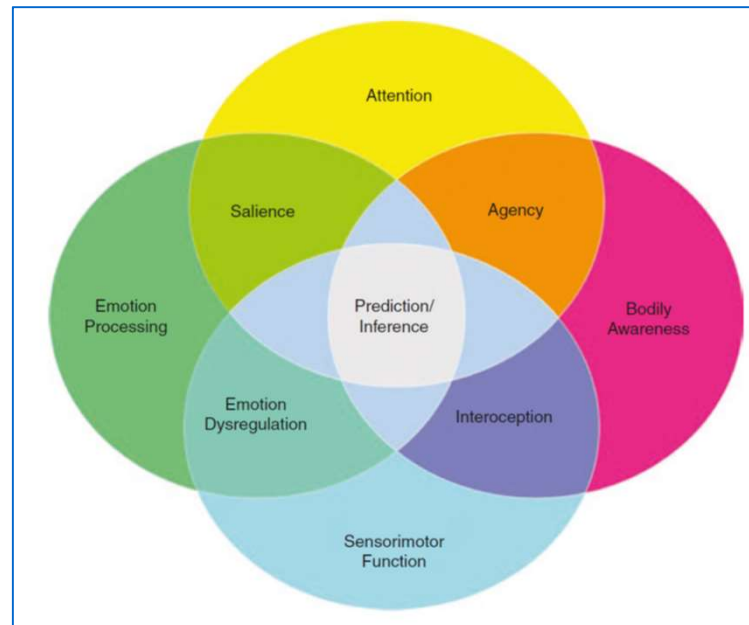 Attention
Salience
Agency
Emotion
Processing
Prediction/
Inference
Bodily
Awareness
Emotion
Dysregulation
Interoception
Sensorimotor
Function